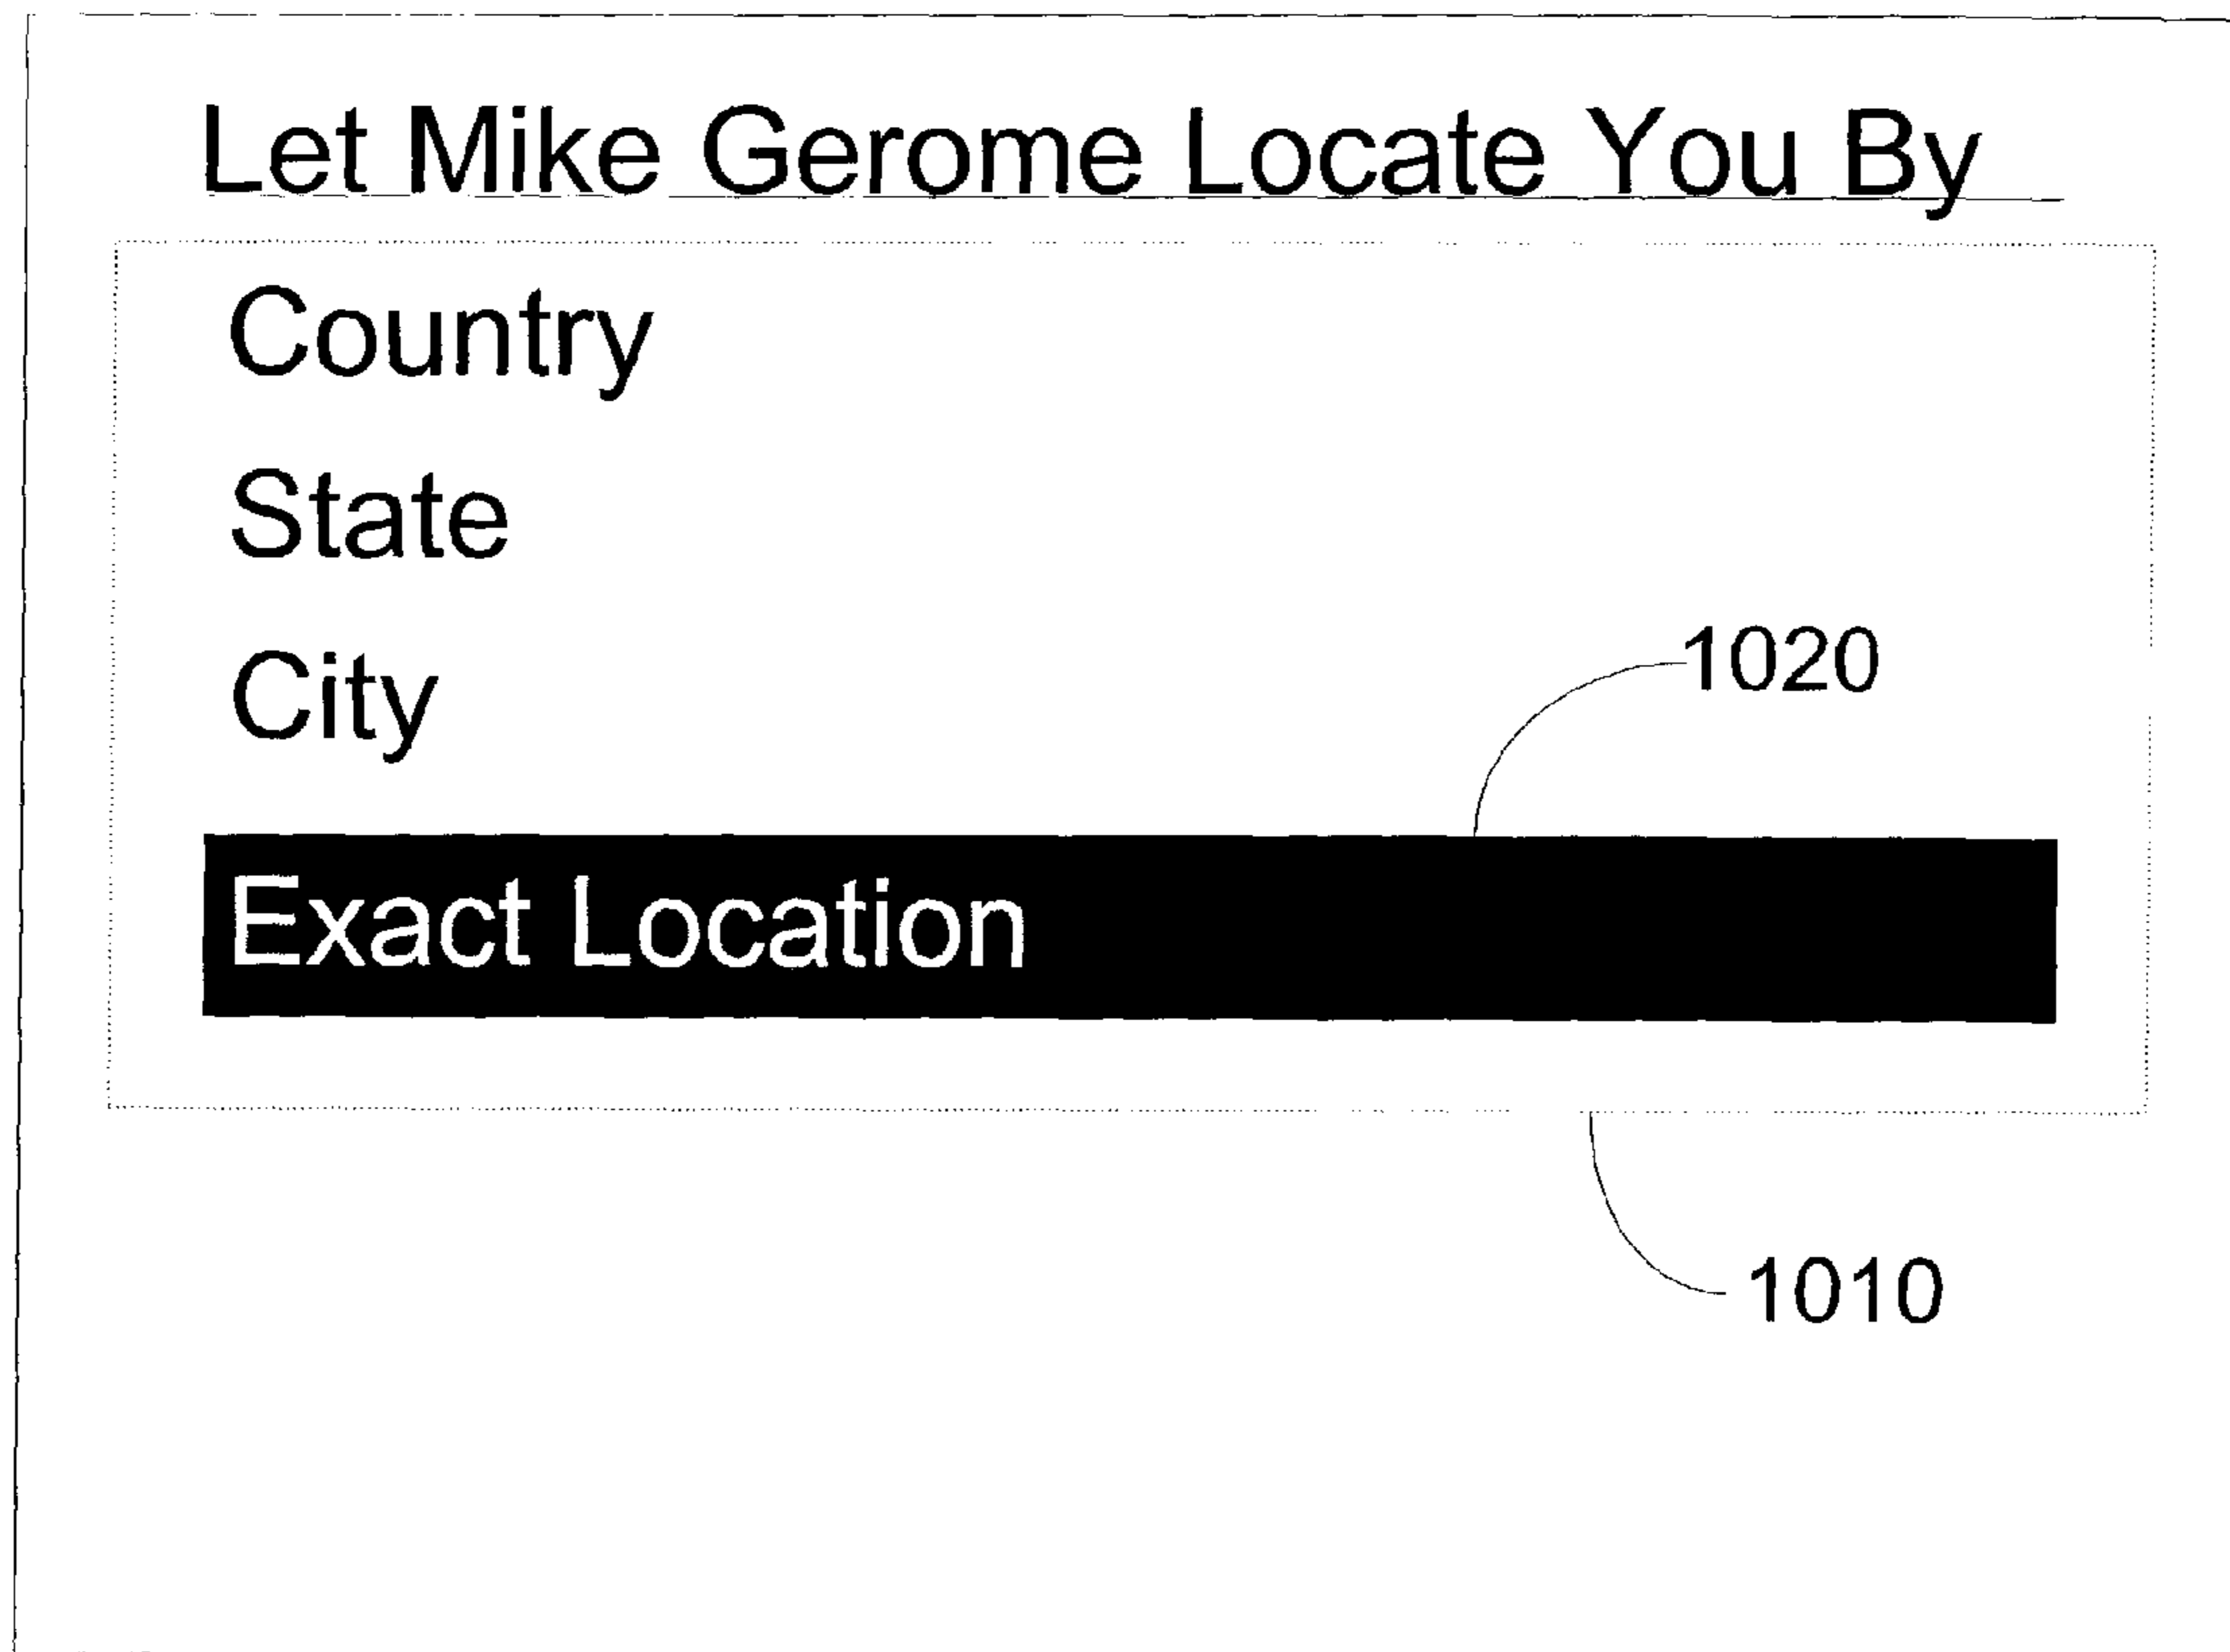 Let Mike Gerome Locate You By
Country
State
City
1020
Exact Location
1010